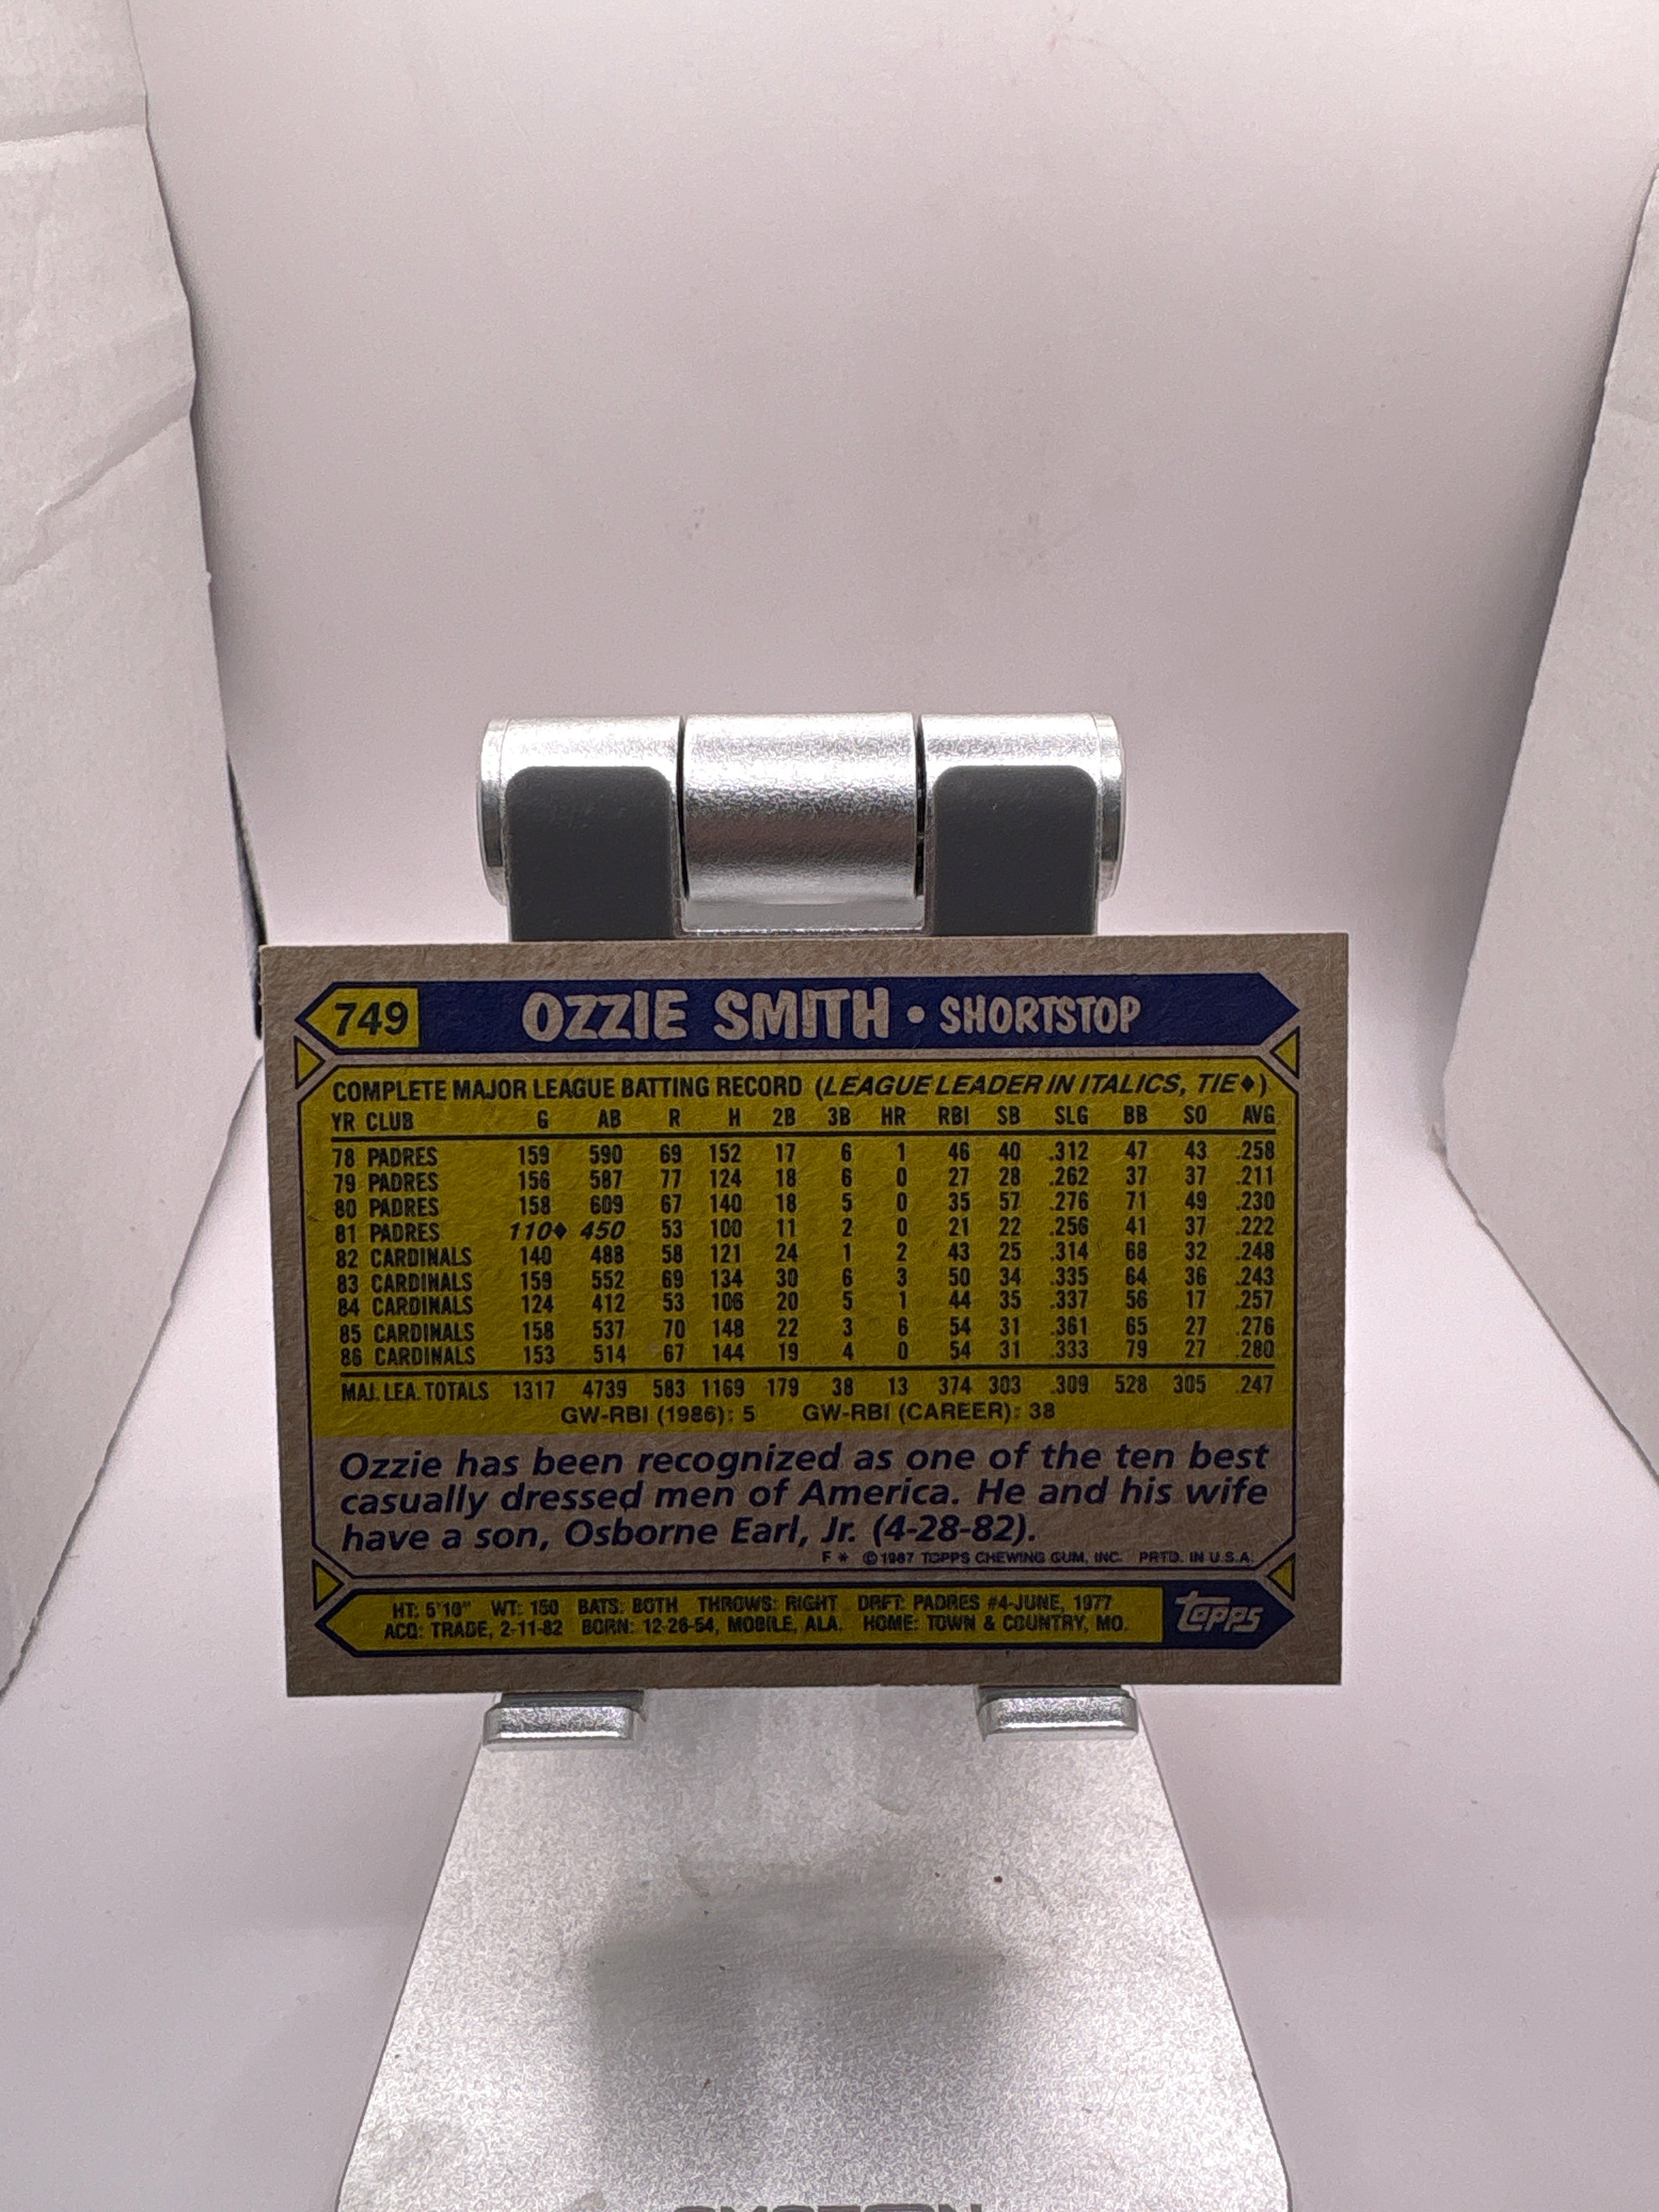 749 OZZIE SMITH • SHORTSTOP
COMPLETE MAJOR LEAGUE BATTING RECORD (LEAGUE LEADER IN ITALICS, TIE♦)
YR CLUB G AB R H 2B 3B HR RBI SB SLG BB SO AVG
78 PADRES 159 590 69 152 17 6 1 46 40 .312 47 43 .258
79 PADRES 156 587 77 124 18 6 0 27 28 .262 37 37 .211
80 PADRES 158 609 67 140 18 5 0 35 57 .276 71 49 .230
81 PADRES 110♦ 450 53 100 11 2 0 21 22 .256 41 37 .222
82 CARDINALS 140 488 58 121 24 1 2 43 25 .314 68 32 .248
83 CARDINALS 159 552 69 134 30 6 3 50 34 .335 64 36 .243
84 CARDINALS 124 412 53 106 20 5 1 44 35 .337 56 17 .257
85 CARDINALS 158 537 70 148 22 3 6 54 31 .361 65 27 .276
86 CARDINALS 153 514 67 144 19 4 0 54 31 .333 79 27 .280
MAJ. LEA. TOTALS 1317 4739 583 1169 179 38 13 374 303 .309 528 305 .247
GW-RBI (1986): 5 GW-RBI (CAREER): 38
Ozzie has been recognized as one of the ten best
casually dressed men of America. He and his wife
have a son, Osborne Earl, Jr. (4-28-82).
F * © 1987 TOPPS CHEWING GUM, INC. PRTD. IN U.S.A.
HT: 5'10" WT: 150 BATS: BOTH THROWS: RIGHT DRFT: PADRES #4-JUNE, 1977
ACQ: TRADE, 2-11-82 BORN: 12-26-54, MOBILE, ALA. HOME: TOWN & COUNTRY, MO.
topps